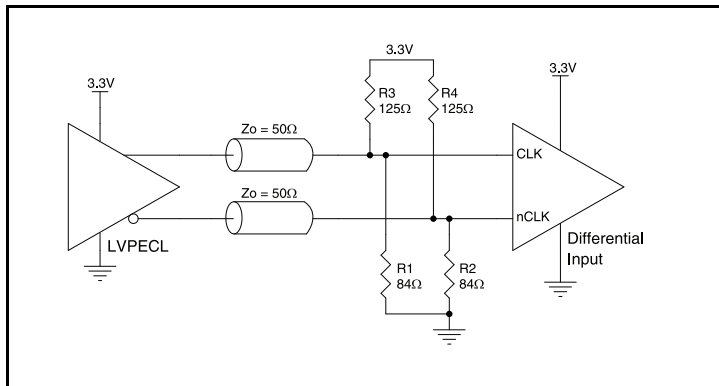 3.3V
3.3V
3.3V
R3
125Ω
R4
125Ω
Zo = 50Ω
CLK
Zo = 50Ω
nCLK
LVPECL
Differential
Input
R1
84Ω
R2
84Ω